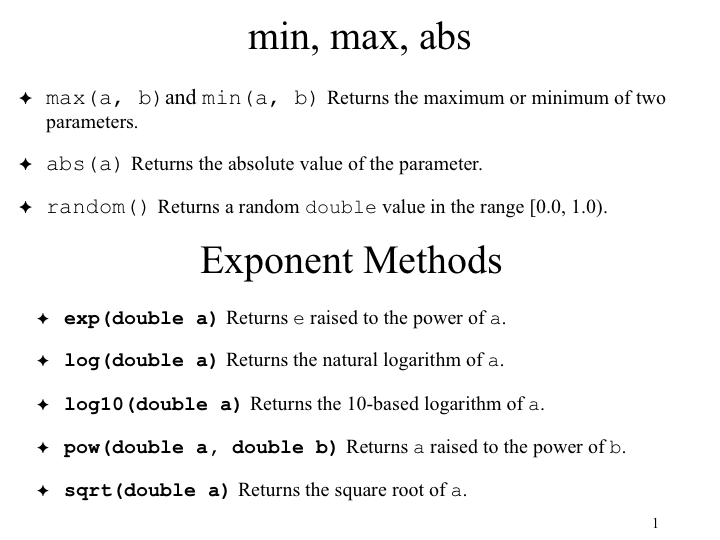 min, max, abs
✦ max(a, b)and min(a, b) Returns the maximum or minimum of two
parameters.
✦ abs(a) Returns the absolute value of the parameter.
✦ random() Returns a random double value in the range [0.0, 1.0).
Exponent Methods
✦ exp(double a) Returns e raised to the power of a.
✦ log(double a) Returns the natural logarithm of a.
✦ log10(double a) Returns the 10-based logarithm of a.
✦ pow(double a, double b) Returns a raised to the power of b.
✦ sqrt(double a) Returns the square root of a.
1